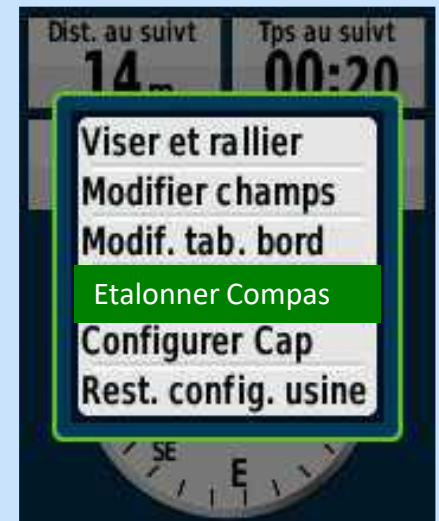 Dist. au suivt Tps au suivt
14 m 00:20
Viser et rallier
Modifier champs
Modif. tab. bord
Etalonner Compas
Configurer Cap
Rest. config. usine
SE
E